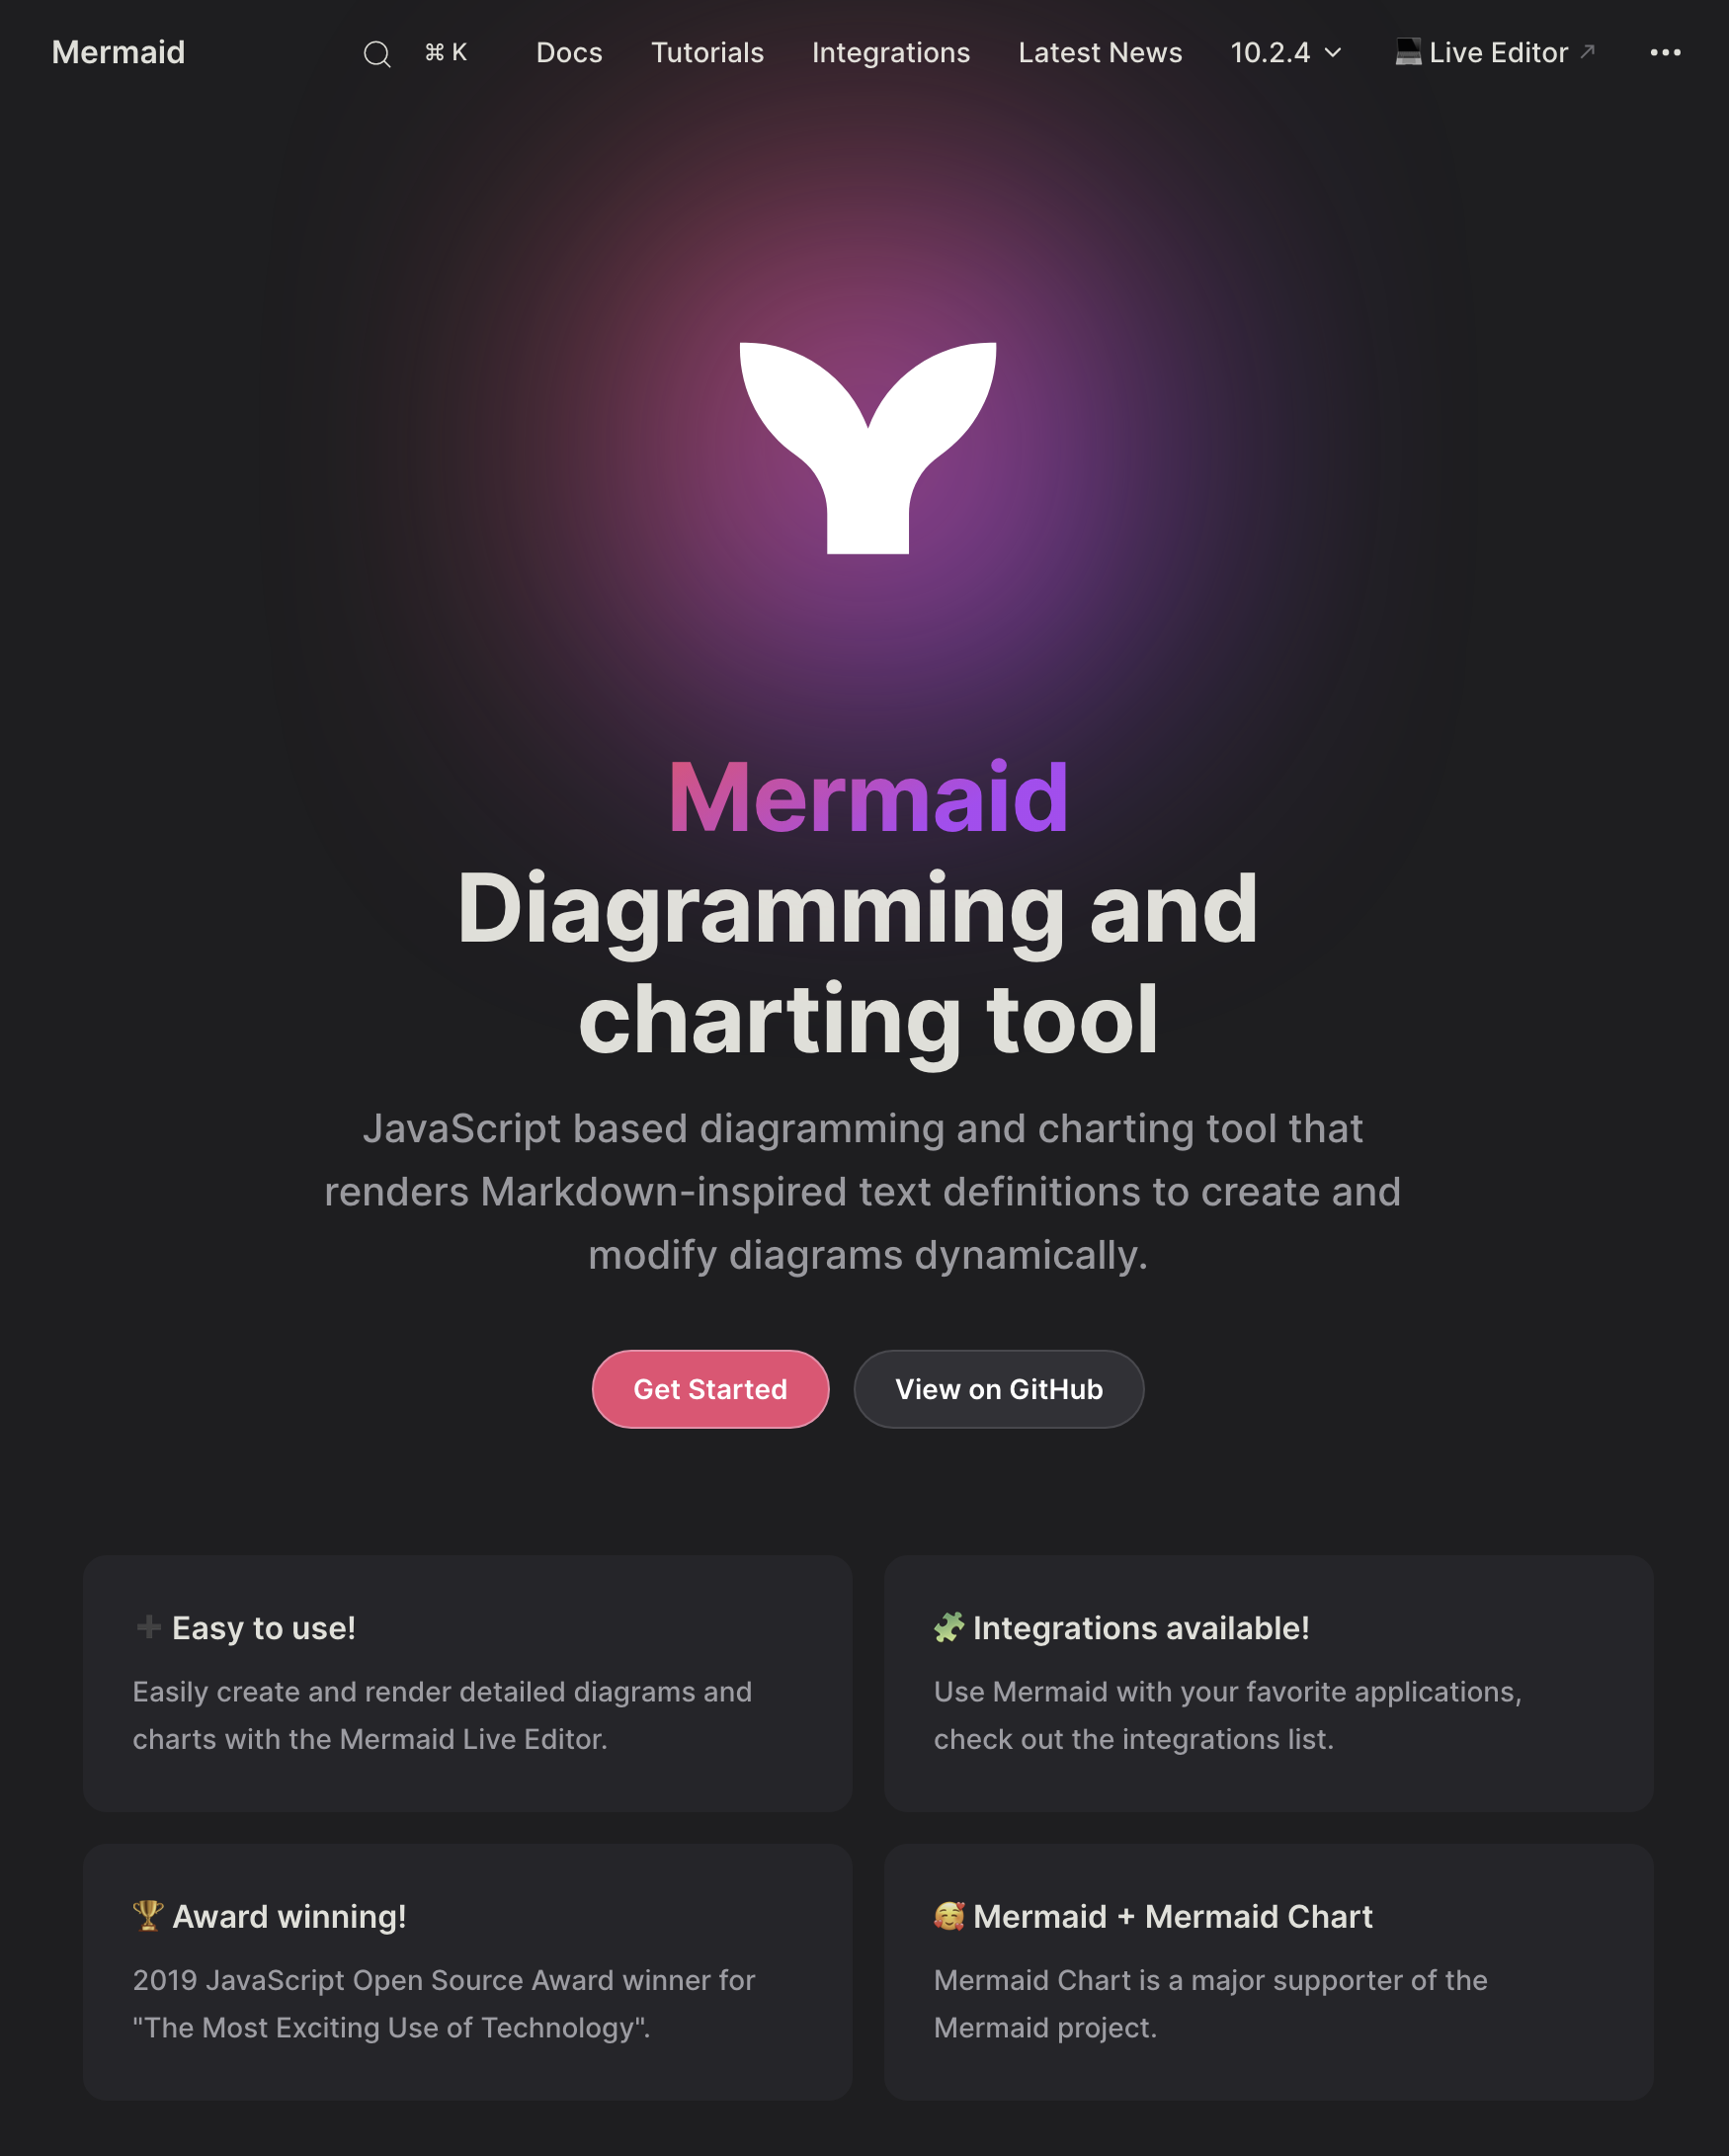 Mermaid
⌘ K
Docs
Tutorials
Integrations
Latest News
10.2.4
Live Editor
Mermaid
Diagramming and
charting tool
JavaScript based diagramming and charting tool that
renders Markdown-inspired text definitions to create and
modify diagrams dynamically.
Get Started
View on GitHub
Easy to use!
Easily create and render detailed diagrams and
charts with the Mermaid Live Editor.
Integrations available!
Use Mermaid with your favorite applications,
check out the integrations list.
Award winning!
2019 JavaScript Open Source Award winner for
"The Most Exciting Use of Technology".
Mermaid + Mermaid Chart
Mermaid Chart is a major supporter of the
Mermaid project.